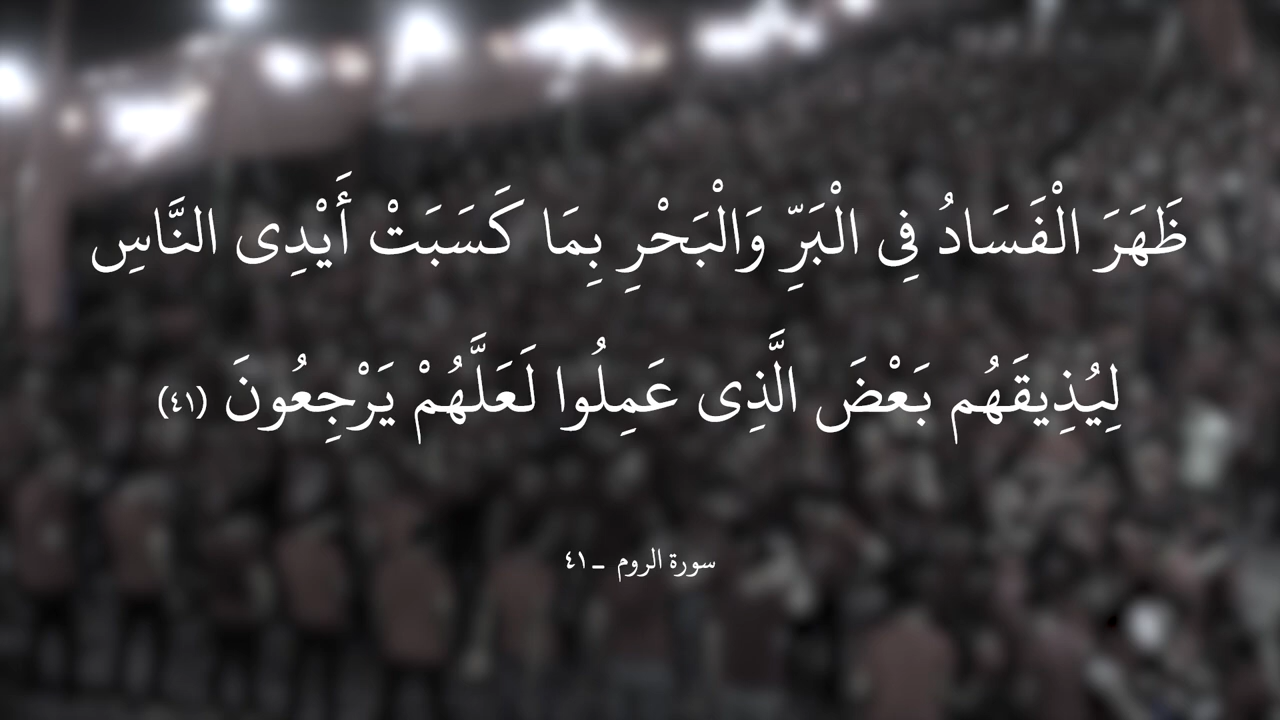 ظَهَرَ الْفَسَادُ فِى الْبَرِّ وَالْبَحْرِ بِمَا كَسَبَتْ أَيْدِى النَّاسِ
لِيُذِيقَهُم بَعْضَ الَّذِى عَمِلُوا لَعَلَّهُمْ يَرْجِعُونَ (٤١)
سورة الروم – ٤١